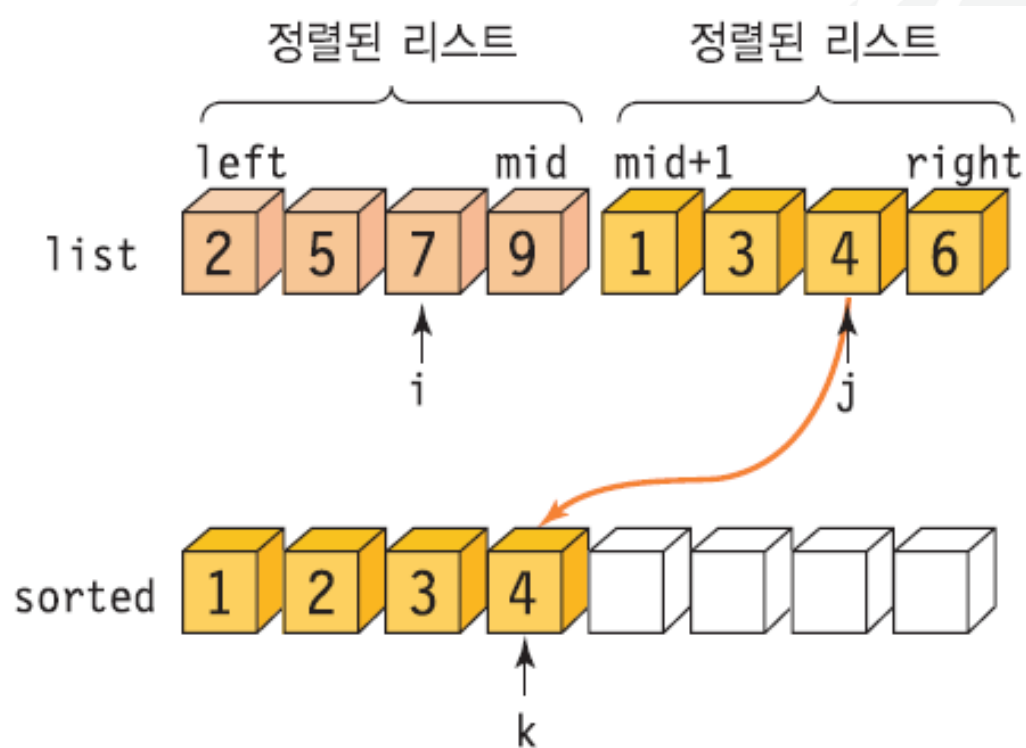 정렬된 리스트 정렬된 리스트
left mid mid+1 right
list 2 5 7 9 1 3 4 6
i j
sorted 1 2 3 4
k